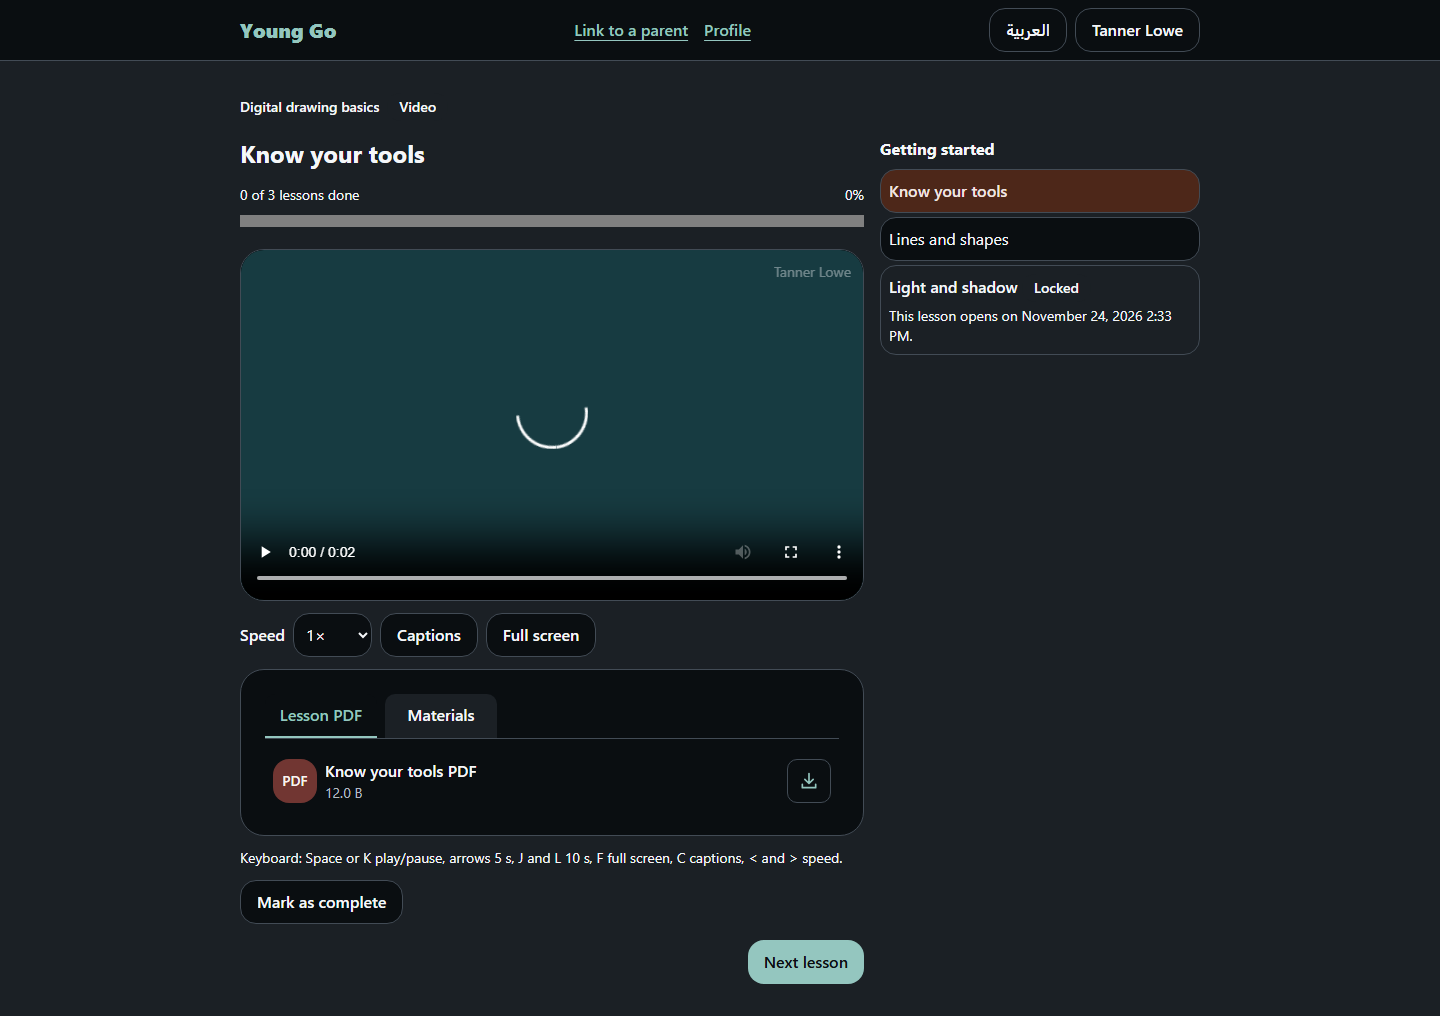 Young Go
Link to a parent
Profile
العربية
Tanner Lowe
Digital drawing basics
Video
Know your tools
0 of 3 lessons done
0%
Tanner Lowe
0:00 / 0:02
Speed
1×
Captions
Full screen
Lesson PDF
Materials
PDF
Know your tools PDF
12.0 B
Keyboard: Space or K play/pause, arrows 5 s, J and L 10 s, F full screen, C captions, < and > speed.
Mark as complete
Next lesson
Getting started
Know your tools
Lines and shapes
Light and shadow
Locked
This lesson opens on November 24, 2026 2:33
PM.